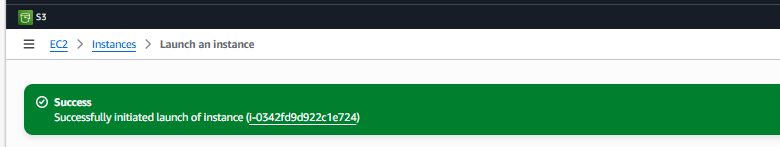 S3
EC2 > Instances > Launch an instance
Success
Successfully initiated launch of instance (i-0342fd9d922c1e724)